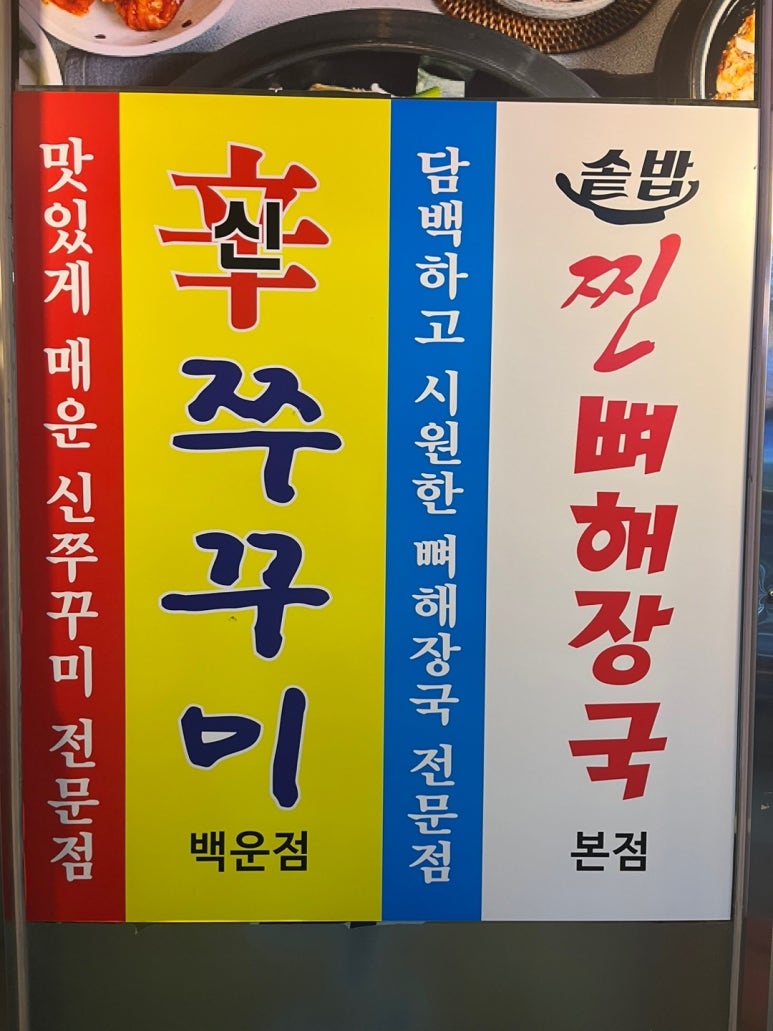 맛있게 매운 신쭈꾸미 전문점
辛
신
쭈꾸미
백운점
담백하고 시원한 뼈해장국 전문점
솥밥
찐
뼈해장국
본점